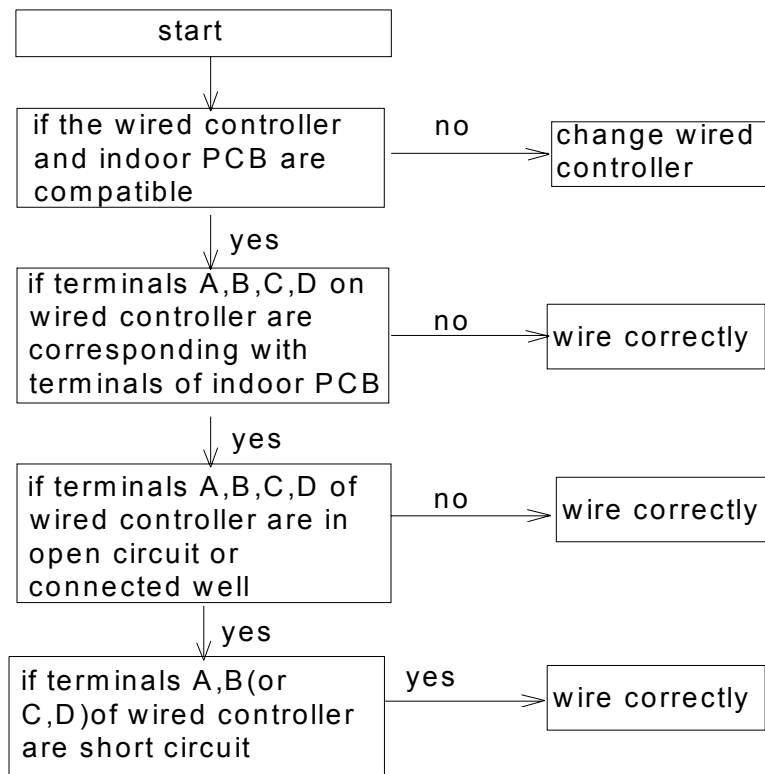 start
if the wired controller
and indoor PCB are
compatible
no
change wired
controller
yes
if terminals A,B,C,D on
wired controller are
corresponding with
terminals of indoor PCB
no
wire correctly
yes
if terminals A,B,C,D of
wired controller are in
open circuit or
connected well
no
wire correctly
yes
if terminals A,B(or
C,D)of wired controller
are short circuit
yes
wire correctly